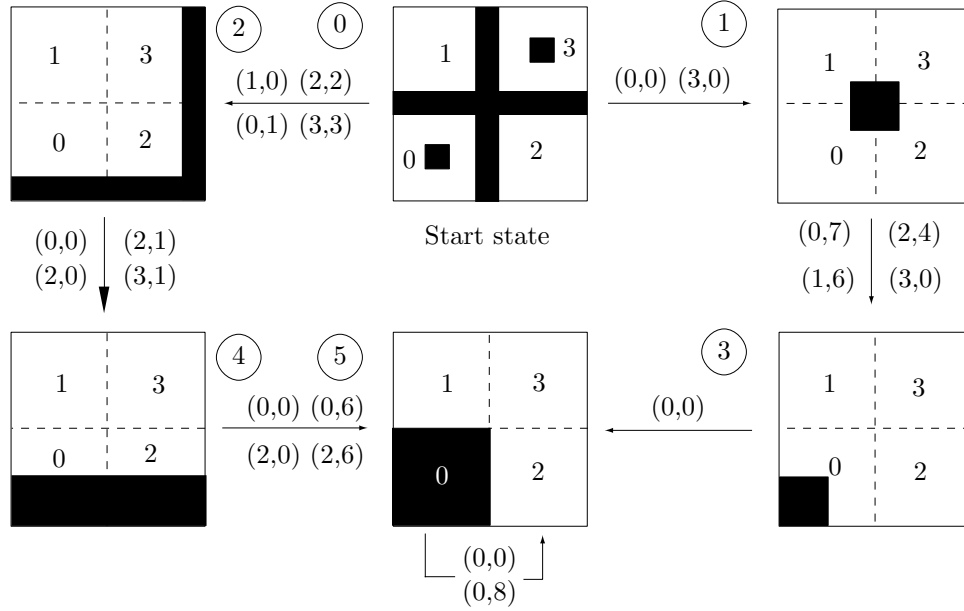 2 0 1
1 3 1 3 1 3
(1,0) (2,2) (0,0) (3,0)
(0,1) (3,3)
0 2 0 2 0 2
Start state
(0,0) (2,1) (0,7) (2,4)
(2,0) (3,1) (1,6) (3,0)
4 5 3
1 3 1 3 1 3
(0,0) (0,6) (0,0)
(2,0) (2,6)
0 2 0 2 0 2
(0,0)
(0,8)